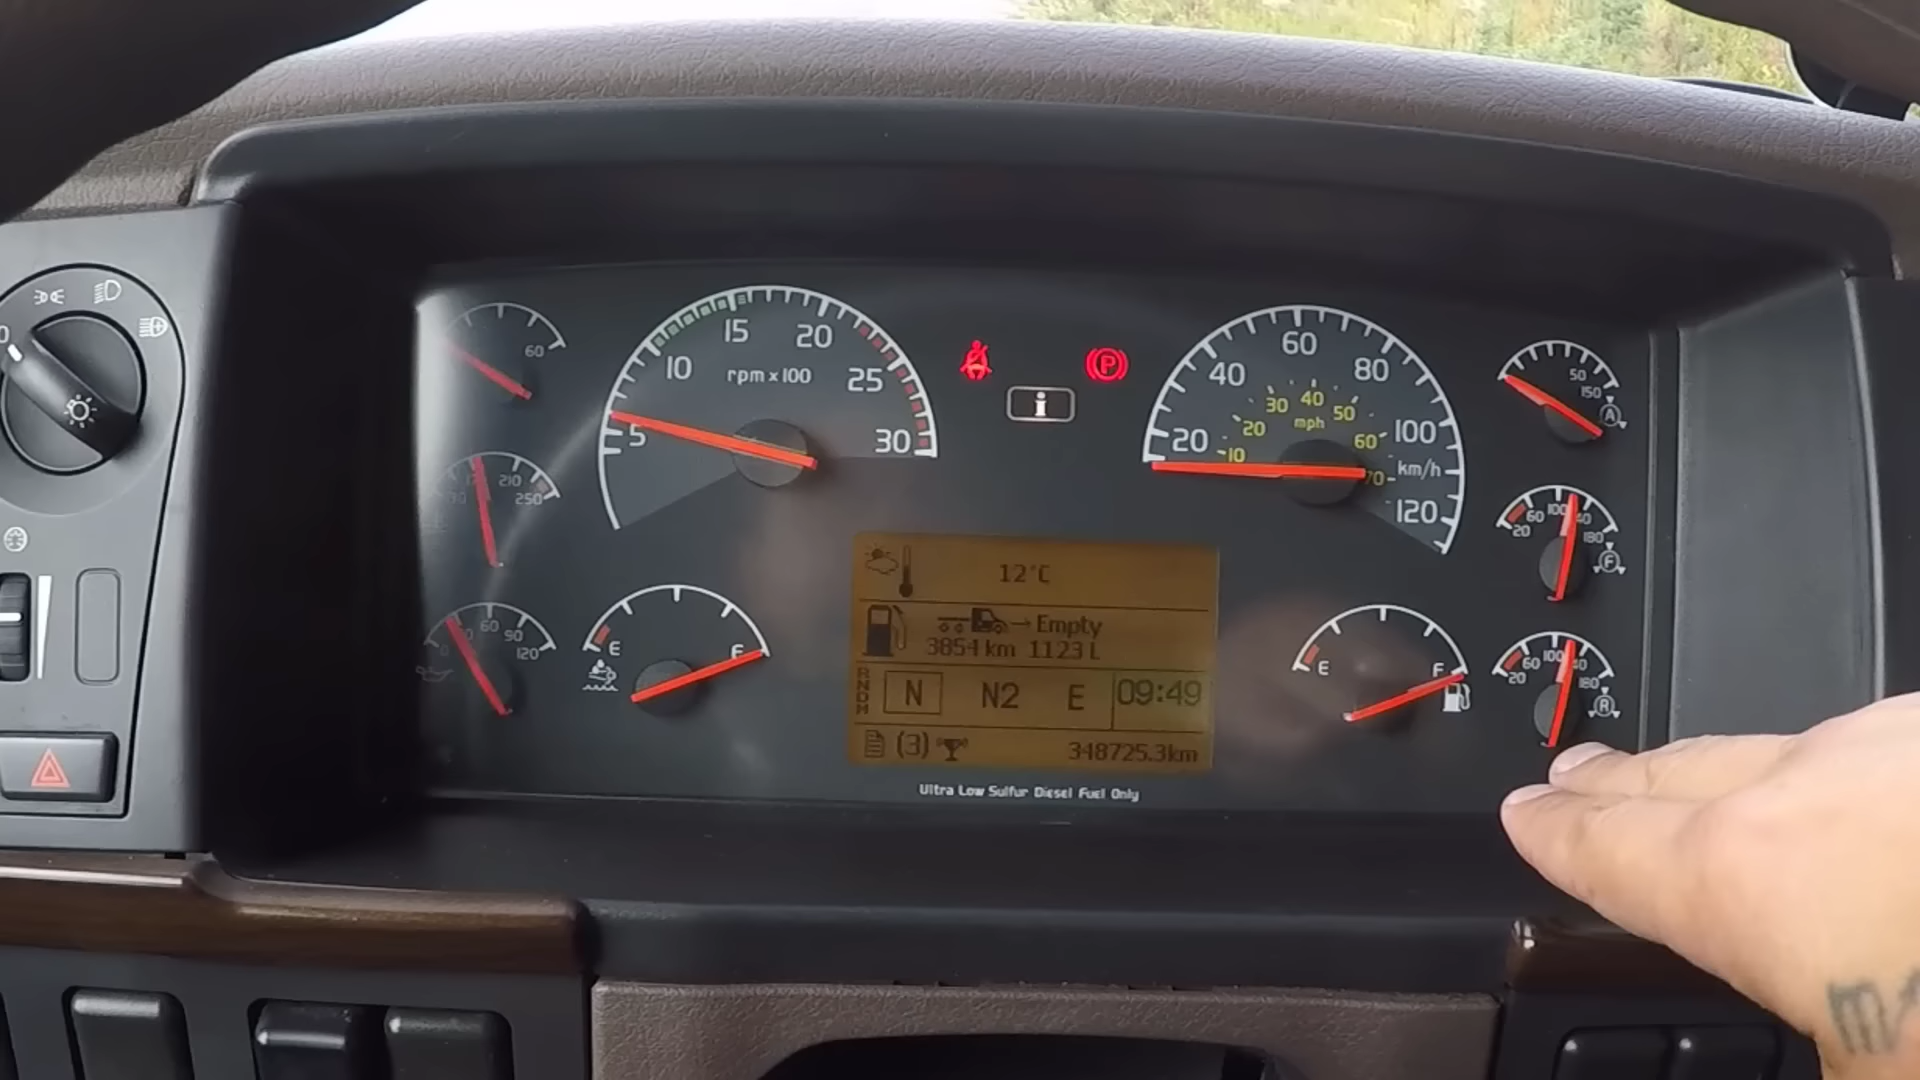 60
210
250
60
90
120
5
10
15
20
25
30
rpm x 100
E
F
P
i
12°C
→ Empty
3854 km 1123 L
R
N
D
M
N
N2
E
09:49
(3)
348725.3km
Ultra Low Sulfur Diesel Fuel Only
20
40
60
80
100
120
km/h
10
20
30
40
50
60
70
mph
E
F
50
150
A
20
60
100
180
F
20
60
100
180
R